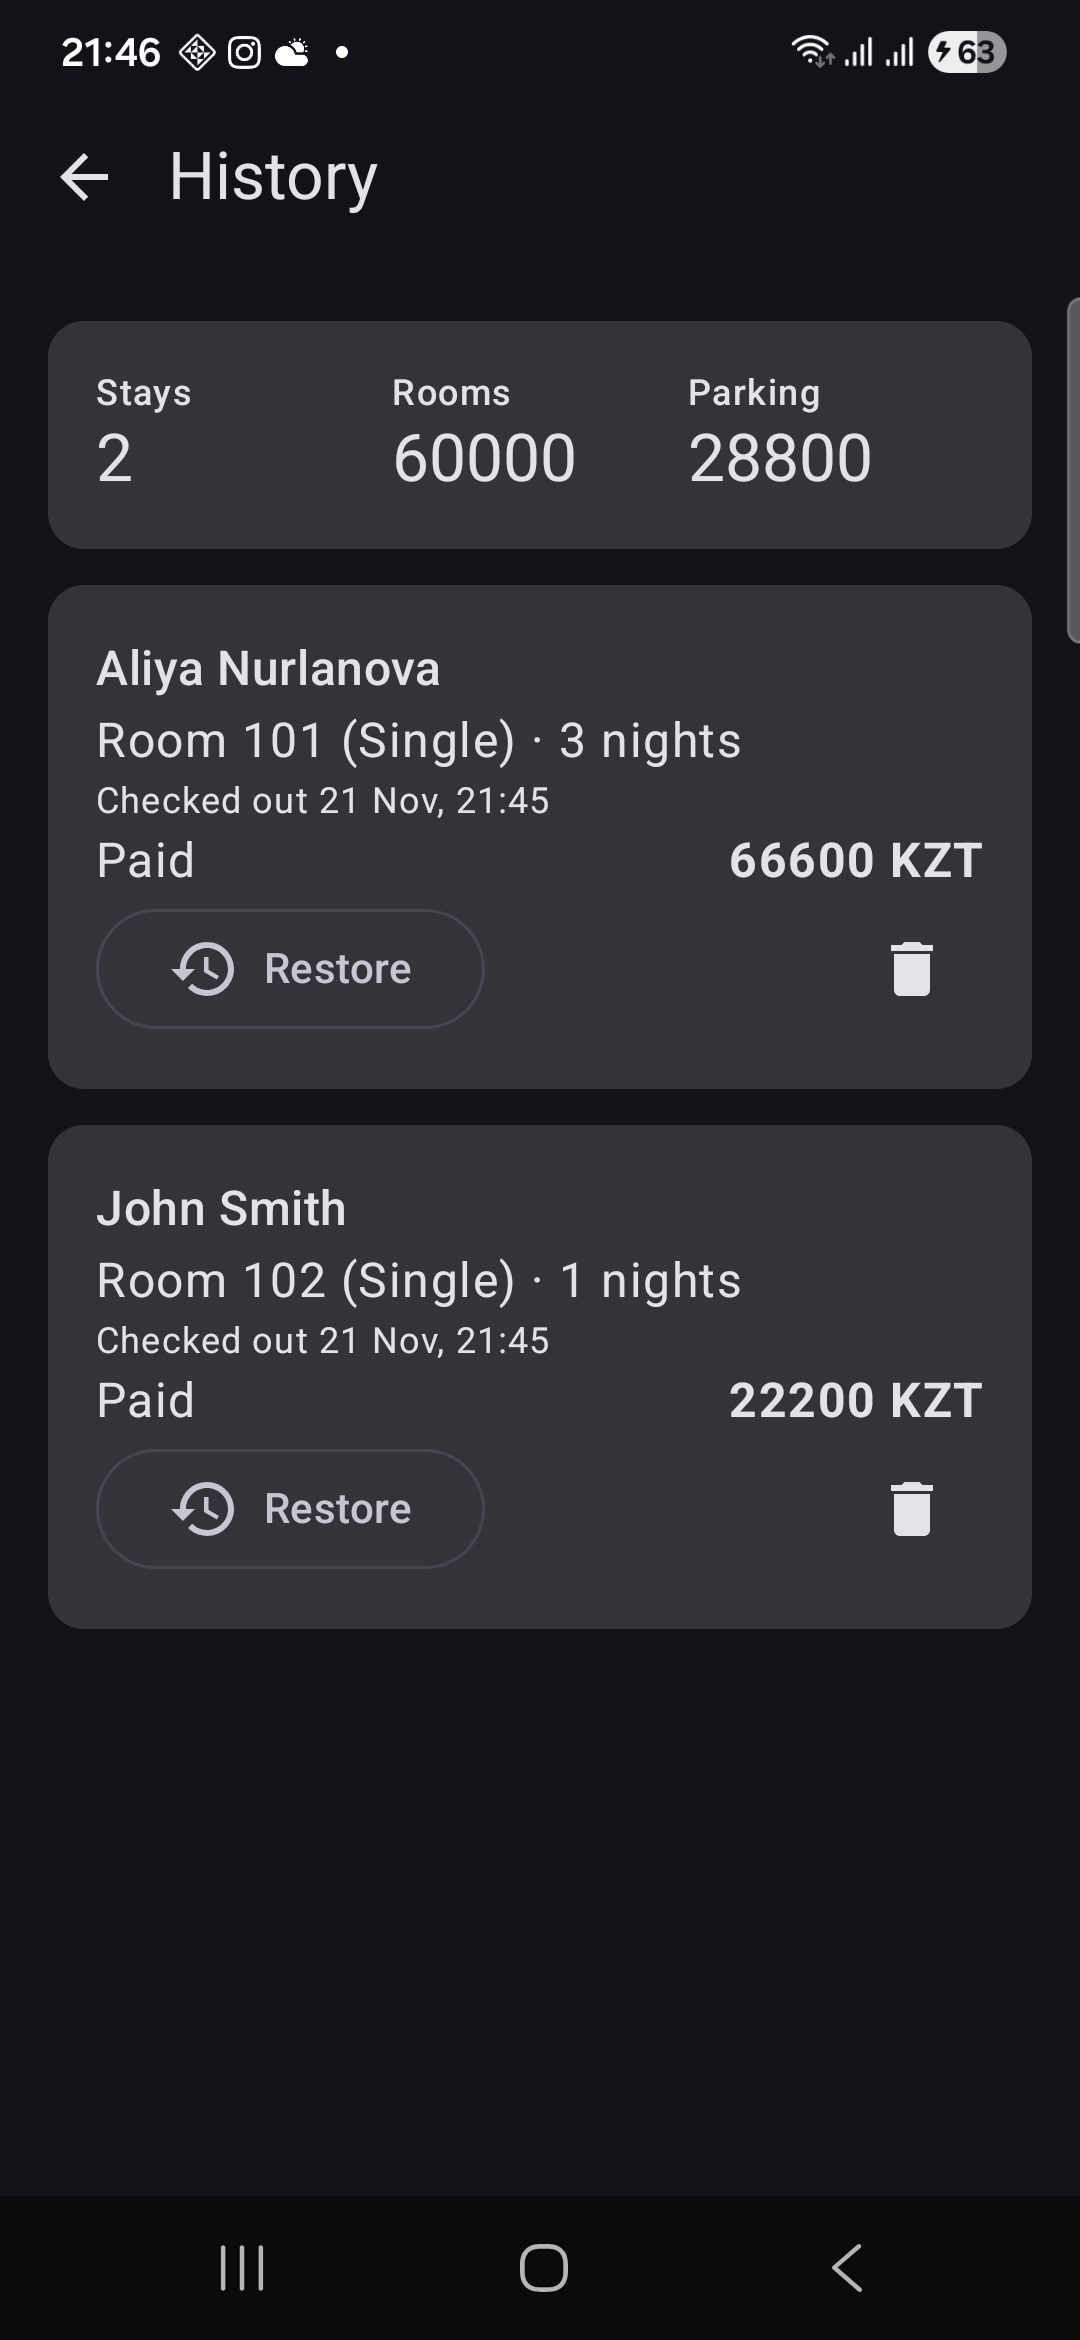 21:46
63
History
Stays Rooms Parking
2 60000 28800
Aliya Nurlanova
Room 101 (Single) · 3 nights
Checked out 21 Nov, 21:45
Paid 66600 KZT
Restore
John Smith
Room 102 (Single) · 1 nights
Checked out 21 Nov, 21:45
Paid 22200 KZT
Restore